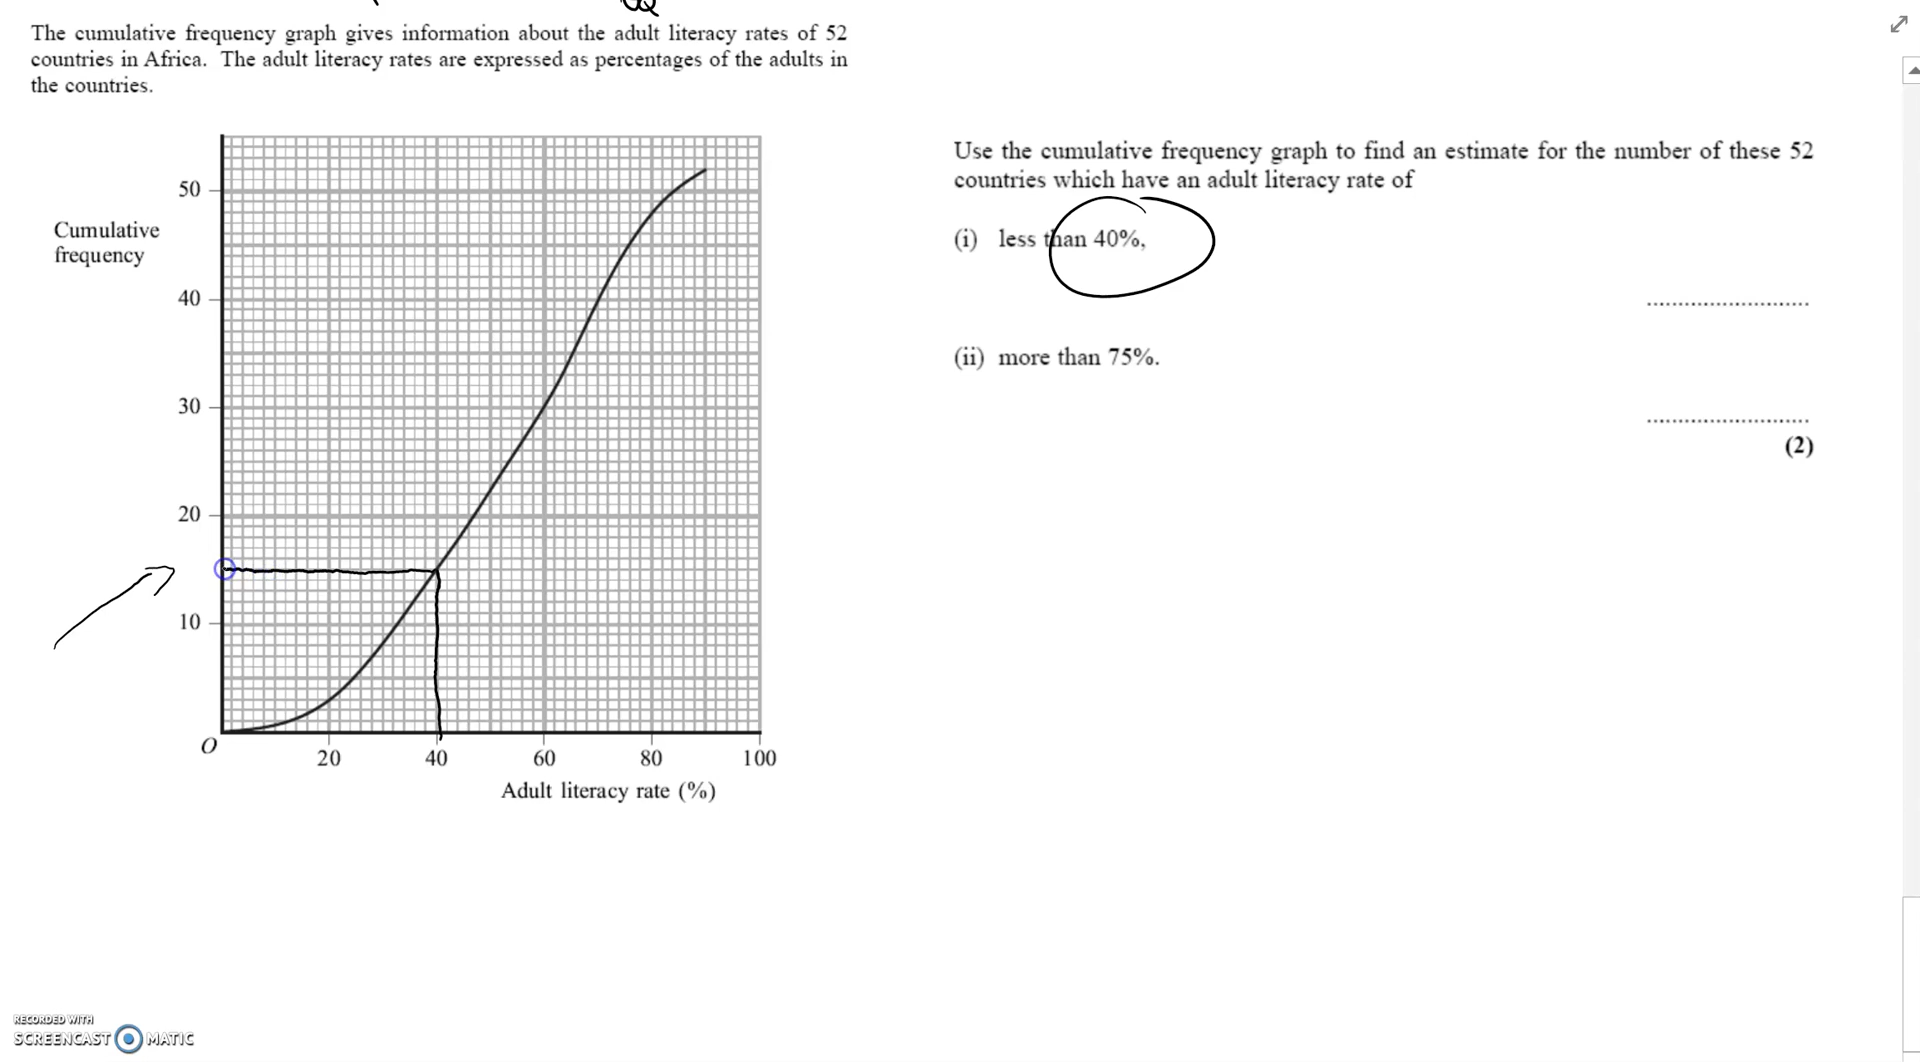 The cumulative frequency graph gives information about the adult literacy rates of 52
countries in Africa. The adult literacy rates are expressed as percentages of the adults in
the countries.
Cumulative
frequency
50
40
30
20
10
O
20 40 60 80 100
Adult literacy rate (%)
Use the cumulative frequency graph to find an estimate for the number of these 52
countries which have an adult literacy rate of
(i) less than 40%,
........................
(ii) more than 75%.
........................
(2)
RECORDED WITH
SCREENCAST MATIC